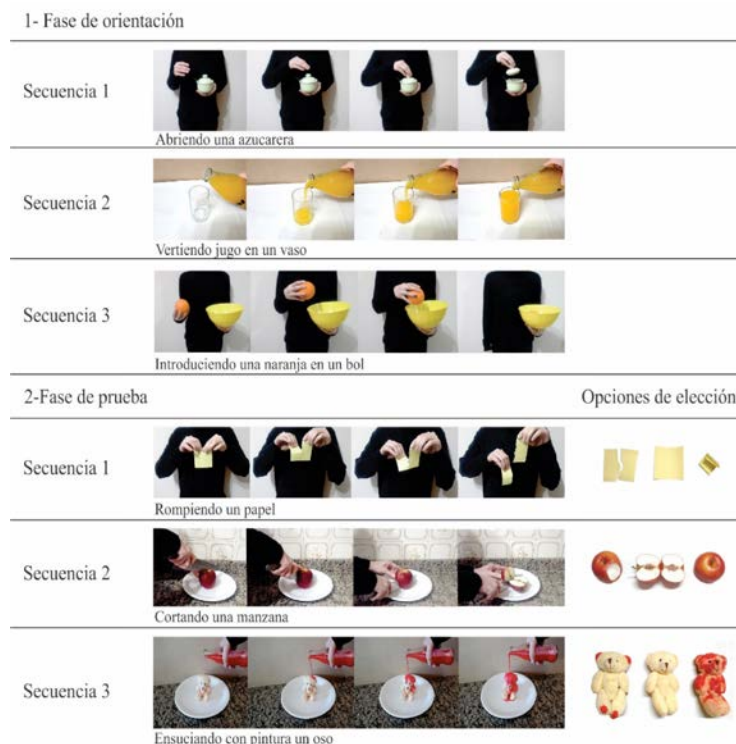 1- Fase de orientación
Secuencia 1
Abriendo una azucarera
Secuencia 2
Vertiendo jugo en un vaso
Secuencia 3
Introduciendo una naranja en un bol
2-Fase de prueba
Opciones de elección
Secuencia 1
Rompiendo un papel
Secuencia 2
Cortando una manzana
Secuencia 3
Ensuciando con pintura un oso